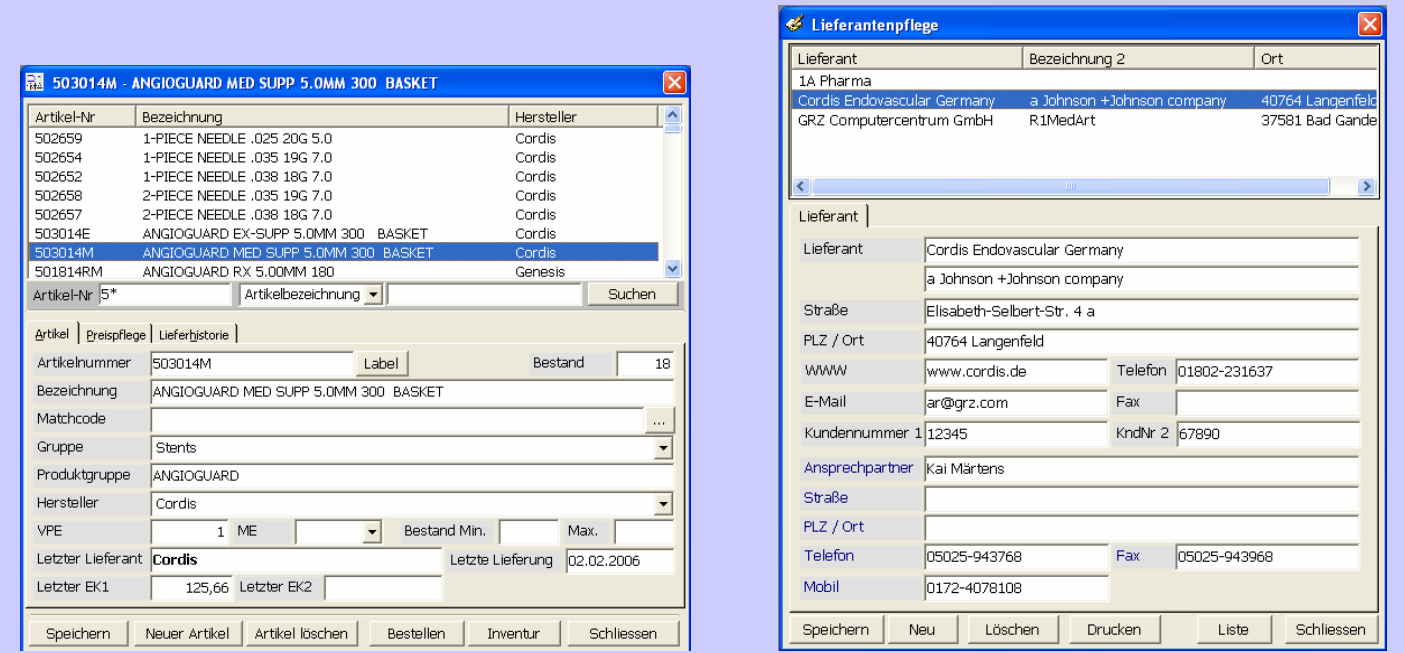 503014M - ANGIOGUARD MED SUPP 5.0MM 300 BASKET
Artikel-Nr Bezeichnung Hersteller
502659 1-PIECE NEEDLE .025 20G 5.0 Cordis
502654 1-PIECE NEEDLE .035 19G 7.0 Cordis
502652 1-PIECE NEEDLE .038 18G 7.0 Cordis
502658 2-PIECE NEEDLE .035 19G 7.0 Cordis
502657 2-PIECE NEEDLE .038 18G 7.0 Cordis
503014E ANGIOGUARD EX-SUPP 5.0MM 300 BASKET Cordis
503014M ANGIOGUARD MED SUPP 5.0MM 300 BASKET Cordis
501814RM ANGIOGUARD RX 5.00MM 180 Genesis
Artikel-Nr 5* Artikelbezeichnung Suchen
Artikel Preispflege Lieferhistorie
Artikelnummer 503014M Label Bestand 18
Bezeichnung ANGIOGUARD MED SUPP 5.0MM 300 BASKET
Matchcode ...
Gruppe Stents
Produktgruppe ANGIOGUARD
Hersteller Cordis
VPE 1 ME Bestand Min. Max.
Letzter Lieferant Cordis Letzte Lieferung 02.02.2006
Letzter EK1 125,66 Letzter EK2
Speichern Neuer Artikel Artikel löschen Bestellen Inventur Schliessen
Lieferantenpflege
Lieferant Bezeichnung 2 Ort
1A Pharma
Cordis Endovascular Germany a Johnson +Johnson company 40764 Langenfeld
GRZ Computercentrum GmbH R1MedArt 37581 Bad Gande
Lieferant
Lieferant Cordis Endovascular Germany
a Johnson +Johnson company
Straße Elisabeth-Selbert-Str. 4 a
PLZ / Ort 40764 Langenfeld
WWW www.cordis.de Telefon 01802-231637
E-Mail ar@grz.com Fax
Kundennummer 1 12345 KndNr 2 67890
Ansprechpartner Kai Märtens
Straße
PLZ / Ort
Telefon 05025-943768 Fax 05025-943968
Mobil 0172-4078108
Speichern Neu Löschen Drucken Liste Schliessen